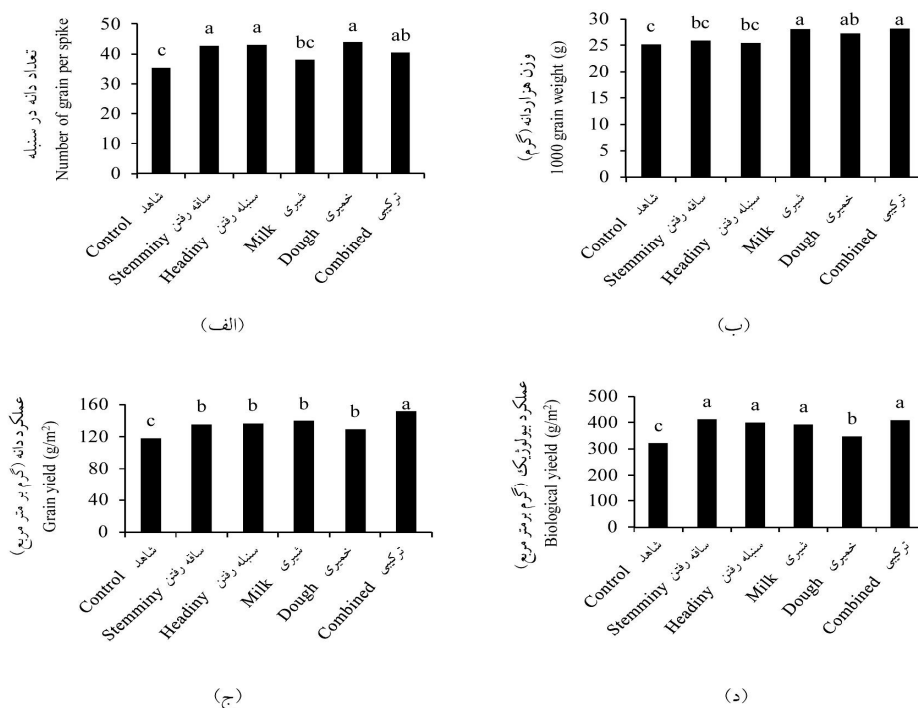 تعداد دانه در سنبله
Number of grain per spike
50
40
30
20
10
0
c
a
a
bc
a
ab
Control شاهد
Stemminy ساقه رفتن
Headiny سنبله رفتن
Milk شیری
Dough خمیری
Combined ترکیبی
(الف)
وزن هزاردانه (گرم)
1000 grain weight (g)
30
25
20
15
10
5
0
c
bc
bc
a
ab
a
Control شاهد
Stemminy ساقه رفتن
Headiny سنبله رفتن
Milk شیری
Dough خمیری
Combined ترکیبی
(ب)
عملکرد دانه (گرم بر متر مربع)
Grain yield (g/m²)
160
120
80
40
0
c
b
b
b
b
a
Control شاهد
Stemminy ساقه رفتن
Headiny سنبله رفتن
Milk شیری
Dough خمیری
Combined ترکیبی
(ج)
عملکرد بیولوژیک (گرم برمتر مربع)
Biological yieeld (g/m²)
500
400
300
200
100
0
c
a
a
a
b
a
Control شاهد
Stemminy ساقه رفتن
Headiny سنبله رفتن
Milk شیری
Dough خمیری
Combined ترکیبی
(د)